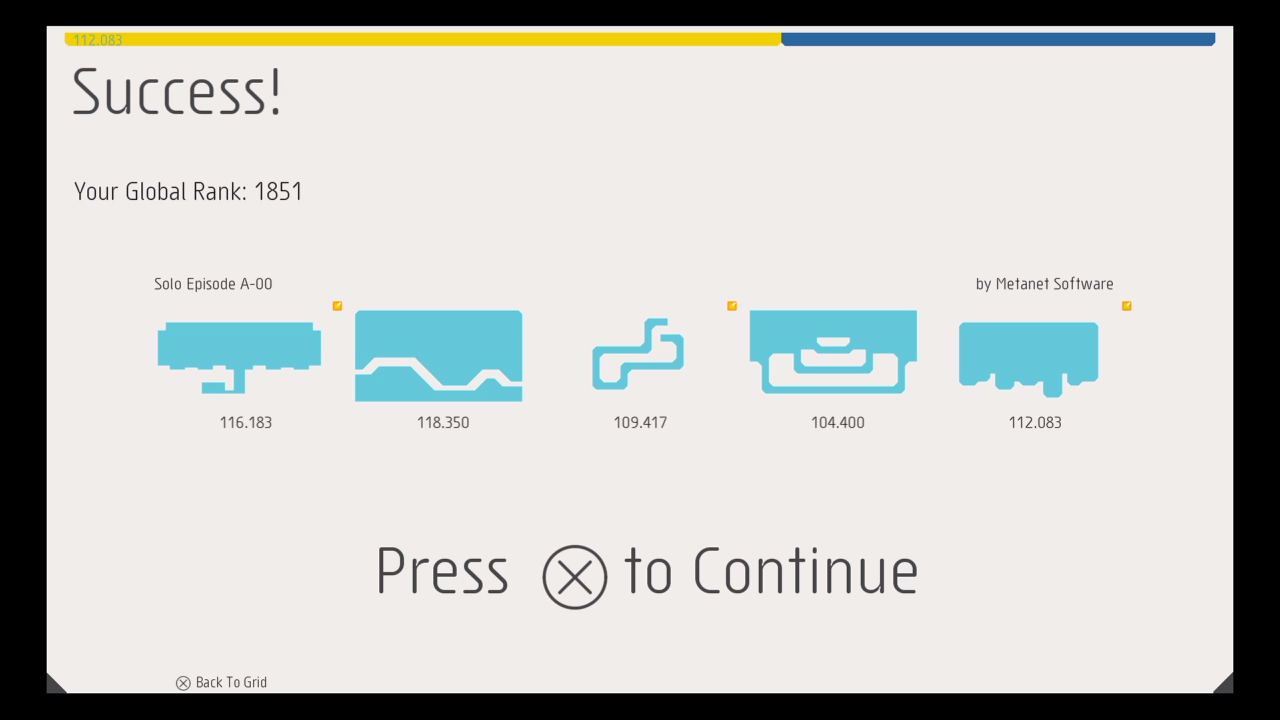 112.083
Success!
Your Global Rank: 1851
Solo Episode A-00
by Metanet Software
116.183
118.350
109.417
104.400
112.083
Press to Continue
Back To Grid